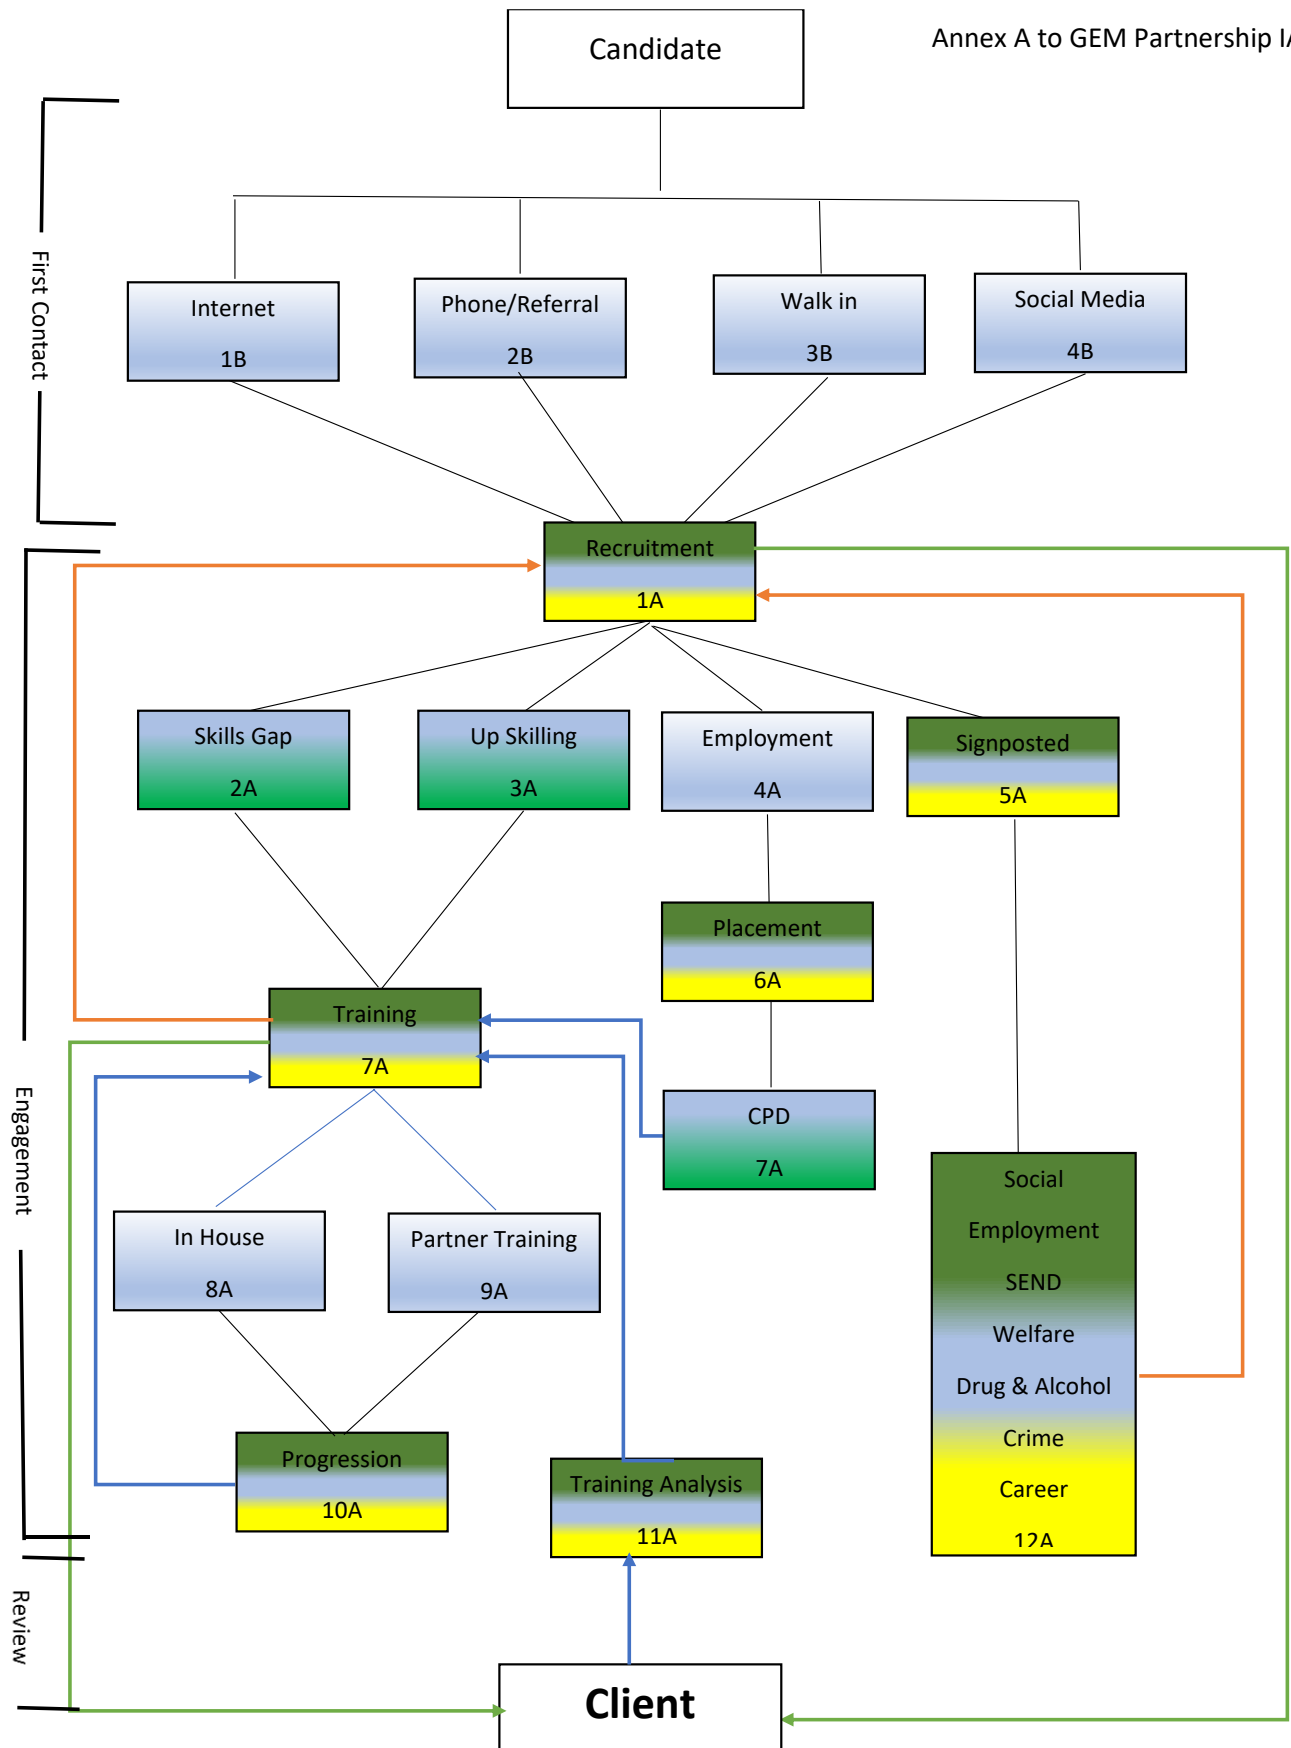 Candidate
Annex A to GEM Partnership IA
First Contact
Internet
1B
Phone/Referral
2B
Walk in
3B
Social Media
4B
Recruitment
1A
Skills Gap
2A
Up Skilling
3A
Employment
4A
Signposted
5A
Placement
6A
Engagement
Training
7A
CPD
7A
In House
8A
Partner Training
9A
Social
Employment
SEND
Welfare
Drug & Alcohol
Crime
Career
12A
Progression
10A
Training Analysis
11A
Review
Client